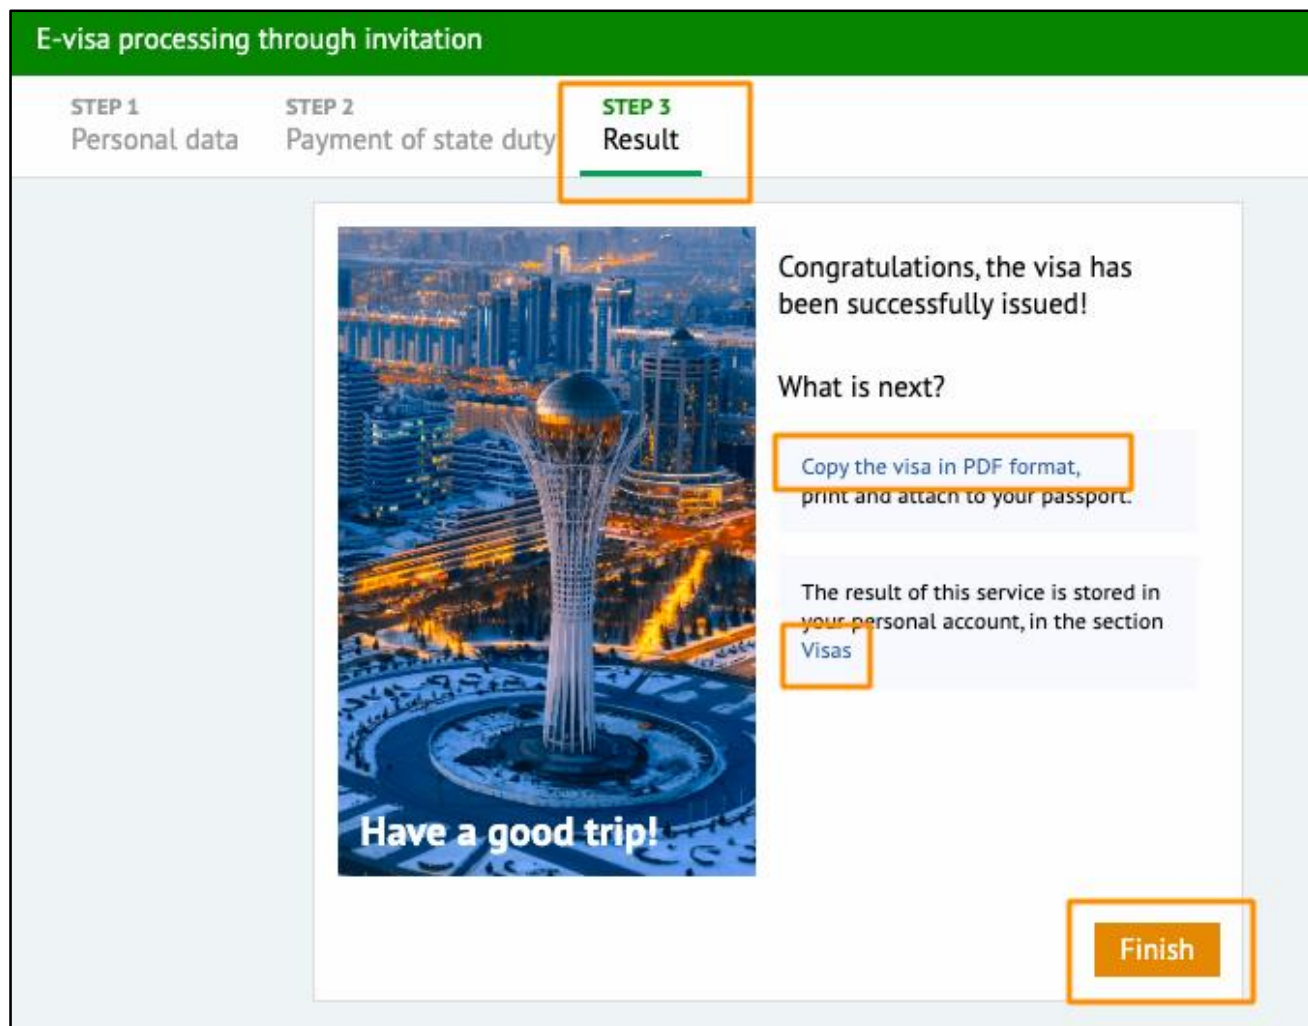 E-visa processing through invitation
STEP 1
Personal data
STEP 2
Payment of state duty
STEP 3
Result
Congratulations, the visa has
been successfully issued!
What is next?
Copy the visa in PDF format,
print and attach to your passport.
The result of this service is stored in
your personal account, in the section
Visas
Have a good trip!
Finish